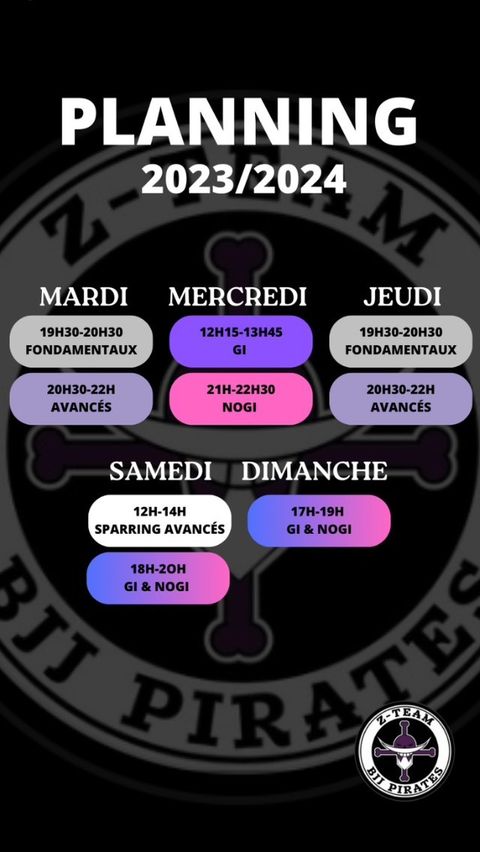 PLANNING
2023/2024
MARDI
19H30-20H30
FONDAMENTAUX
20H30-22H
AVANCÉS
MERCREDI
12H15-13H45
GI
21H-22H30
NOGI
JEUDI
19H30-20H30
FONDAMENTAUX
20H30-22H
AVANCÉS
SAMEDI
12H-14H
SPARRING AVANCÉS
18H-2OH
GI & NOGI
DIMANCHE
17H-19H
GI & NOGI
Z-TEAM
BJJ PIRATES
Z-TEAM
BJJ PIRATES